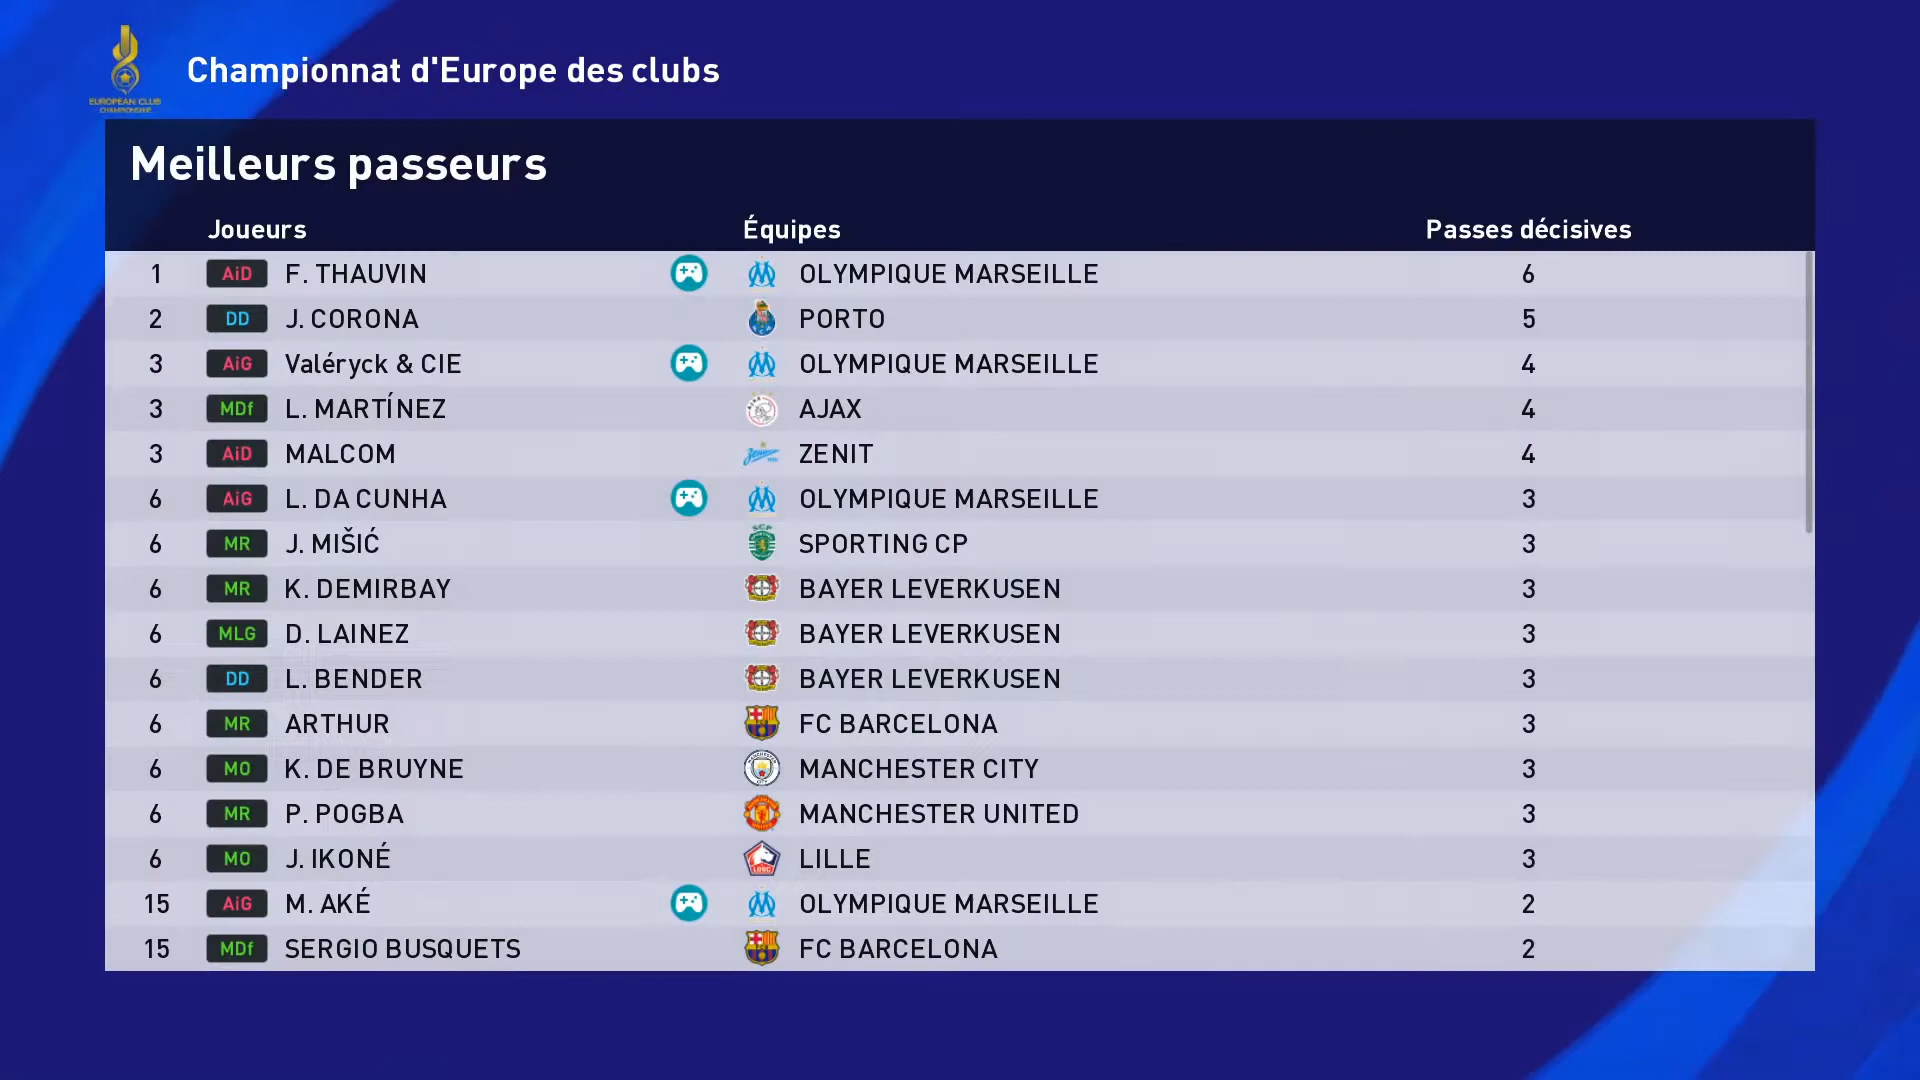 EUROPEAN CLUB
CHAMPIONSHIP
Championnat d'Europe des clubs
Meilleurs passeurs
Joueurs Équipes Passes décisives
1 AiD F. THAUVIN OLYMPIQUE MARSEILLE 6
2 DD J. CORONA PORTO 5
3 AiG Valéryck & CIE OLYMPIQUE MARSEILLE 4
3 MDf L. MARTÍNEZ AJAX 4
3 AiD MALCOM ZENIT 4
6 AiG L. DA CUNHA OLYMPIQUE MARSEILLE 3
6 MR J. MIŠIĆ SPORTING CP 3
6 MR K. DEMIRBAY BAYER LEVERKUSEN 3
6 MLG D. LAINEZ BAYER LEVERKUSEN 3
6 DD L. BENDER BAYER LEVERKUSEN 3
6 MR ARTHUR FC BARCELONA 3
6 MO K. DE BRUYNE MANCHESTER CITY 3
6 MR P. POGBA MANCHESTER UNITED 3
6 MO J. IKONÉ LILLE 3
15 AiG M. AKÉ OLYMPIQUE MARSEILLE 2
15 MDf SERGIO BUSQUETS FC BARCELONA 2